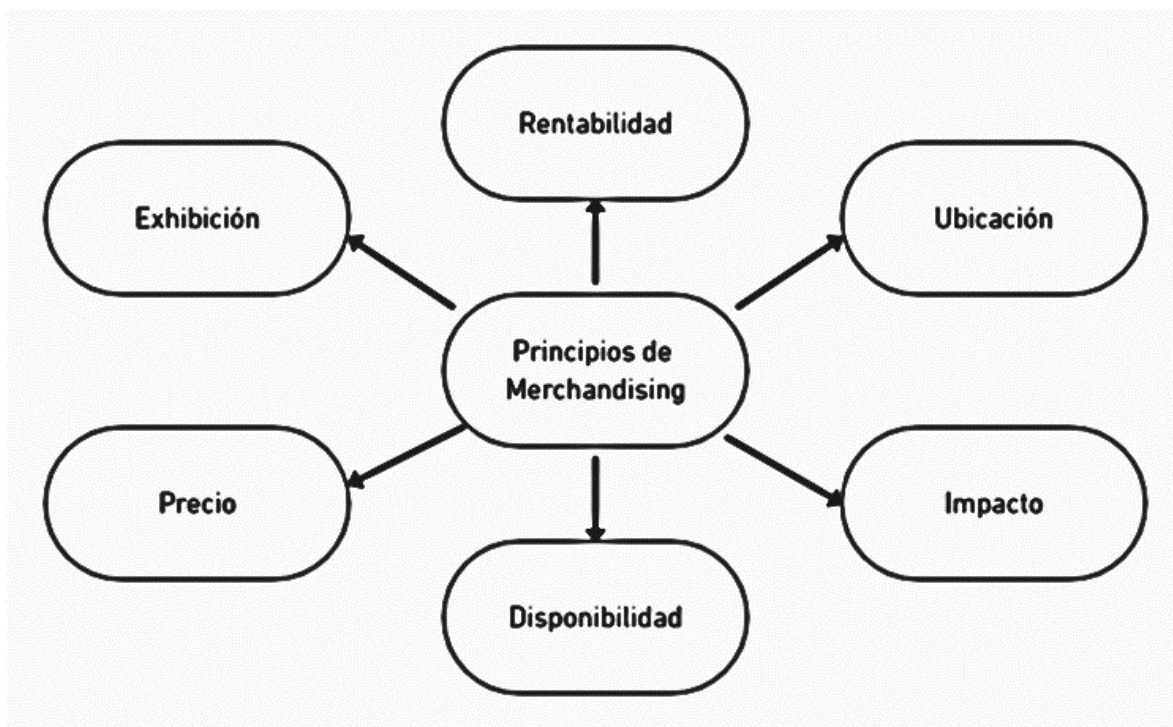 Rentabilidad
Exhibición
Ubicación
Principios de
Merchandising
Precio
Impacto
Disponibilidad